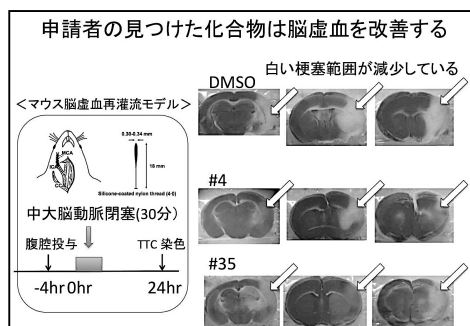 申請者の見つけた化合物は脳虚血を改善する
白い梗塞範囲が減少している
DMSO
<マウス脳虚血再灌流モデル>
0.30-0.34 mm
MCA
ICA
CCA
18 mm
Silicone-coated nylon thread (4-0)
中大脳動脈閉塞(30分)
腹腔投与
TTC 染色
-4hr 0hr
24hr
#4
#35